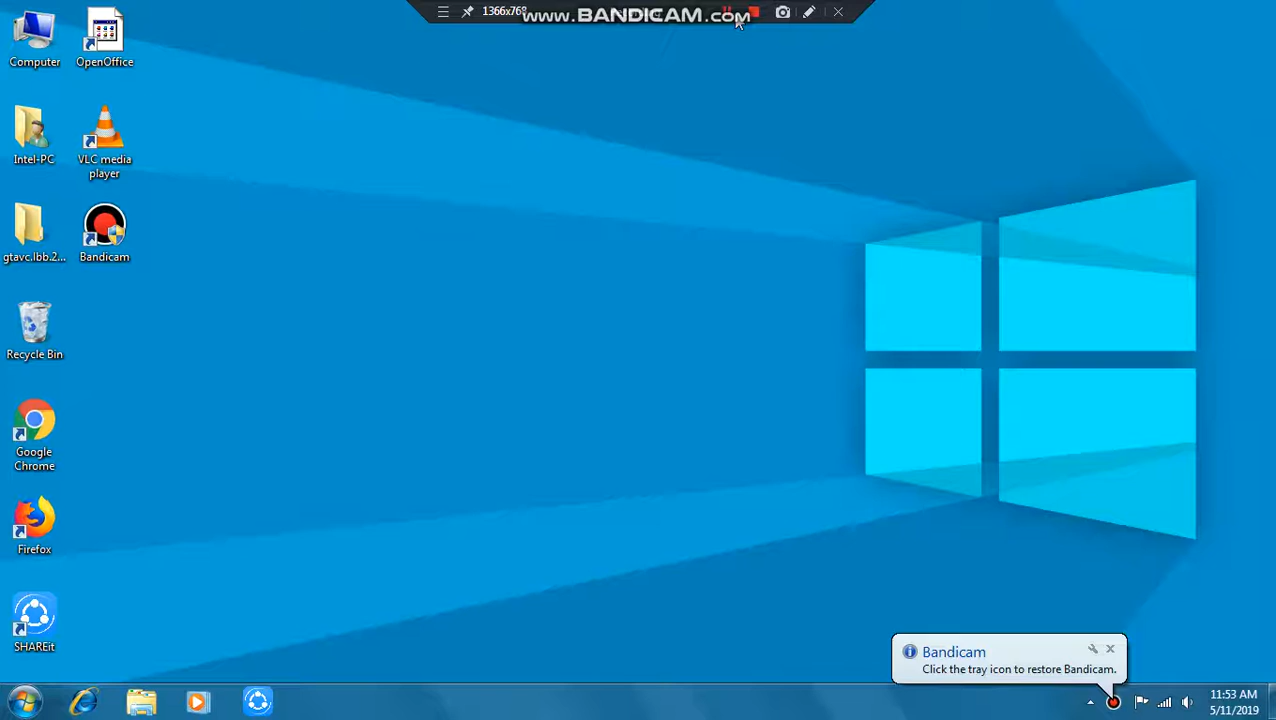 1366x768
www.BANDICAM.com
Computer
OpenOffice
Intel-PC
VLC media
player
gtavc.lbb.2...
Bandicam
Recycle Bin
Google
Chrome
Firefox
SHAREit
Bandicam
Click the tray icon to restore Bandicam.
11:53 AM
5/11/2019